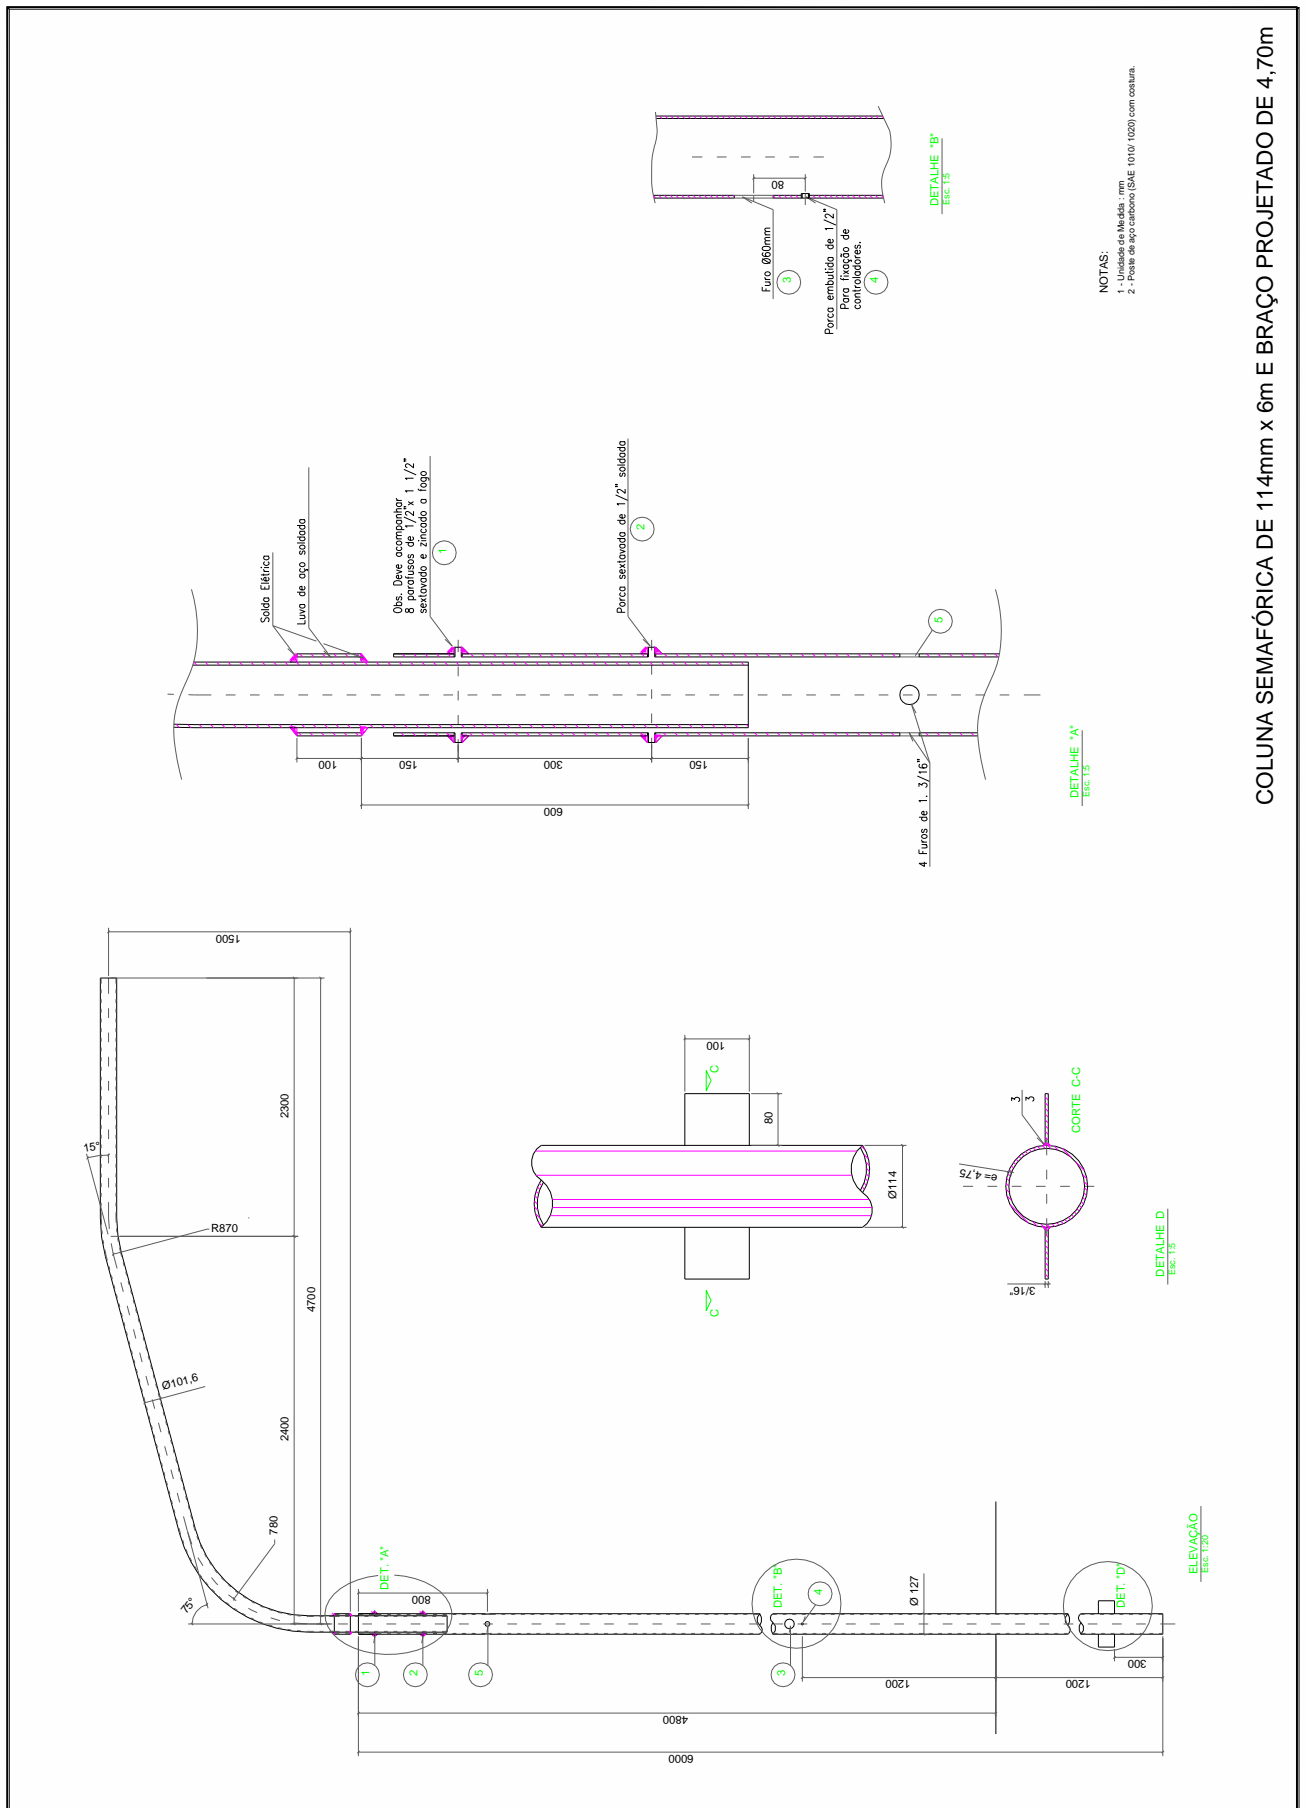 COLUNA SEMAFÓRICA DE 114mm x 6m E BRAÇO PROJETADO DE 4,70m
1500
2300
15°
R870
4700
Ø101,6
2400
780
75°
DET. "A"
800
1
2
5
DET. "B"
4
3
Ø 127
DET. "D"
300
1200
1200
4800
6000
ELEVAÇÃO
Esc. 1:20
Solda Elétrica
Luva de aço soldada
Obs. Deve acompanhar
8 parafusos de 1/2"x 1 1/2"
sextavado e zincado a fogo
1
Porca sextavada de 1/2" soldada
2
5
100
150
300
150
600
4 Furos de 1. 3/16"
DETALHE "A"
Esc. 1:5
80
Furo Ø60mm
3
Porca embutida de 1/2"
Para fixação de
controladores.
4
DETALHE "B"
Esc. 1:5
NOTAS:
1 - Unidade de Medida : mm
2 - Poste de aço carbono (SAE 1010/ 1020) com costura.
100
C
80
Ø114
C
3
3
CORTE C-C
e= 4,75
3/16"
DETALHE D
Esc. 1:5